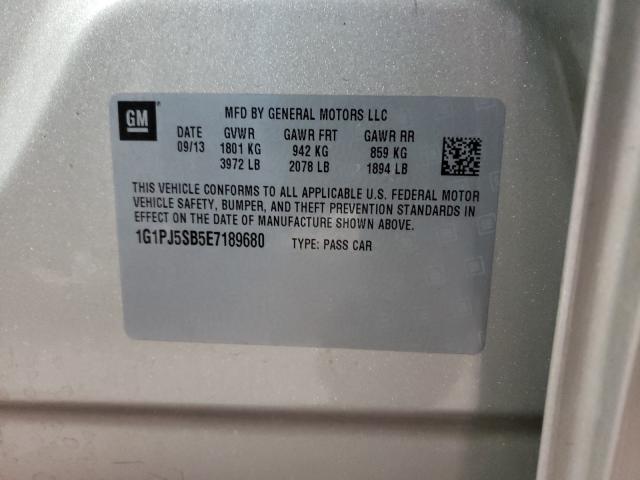 GM
MFD BY GENERAL MOTORS LLC
DATE GVWR GAWR FRT GAWR RR
09/13 1801 KG 942 KG 859 KG
3972 LB 2078 LB 1894 LB
THIS VEHICLE CONFORMS TO ALL APPLICABLE U.S. FEDERAL MOTOR
VEHICLE SAFETY, BUMPER, AND THEFT PREVENTION STANDARDS IN
EFFECT ON THE DATE OF MANUFACTURE SHOWN ABOVE.
1G1PJ5SB5E7189680 TYPE: PASS CAR